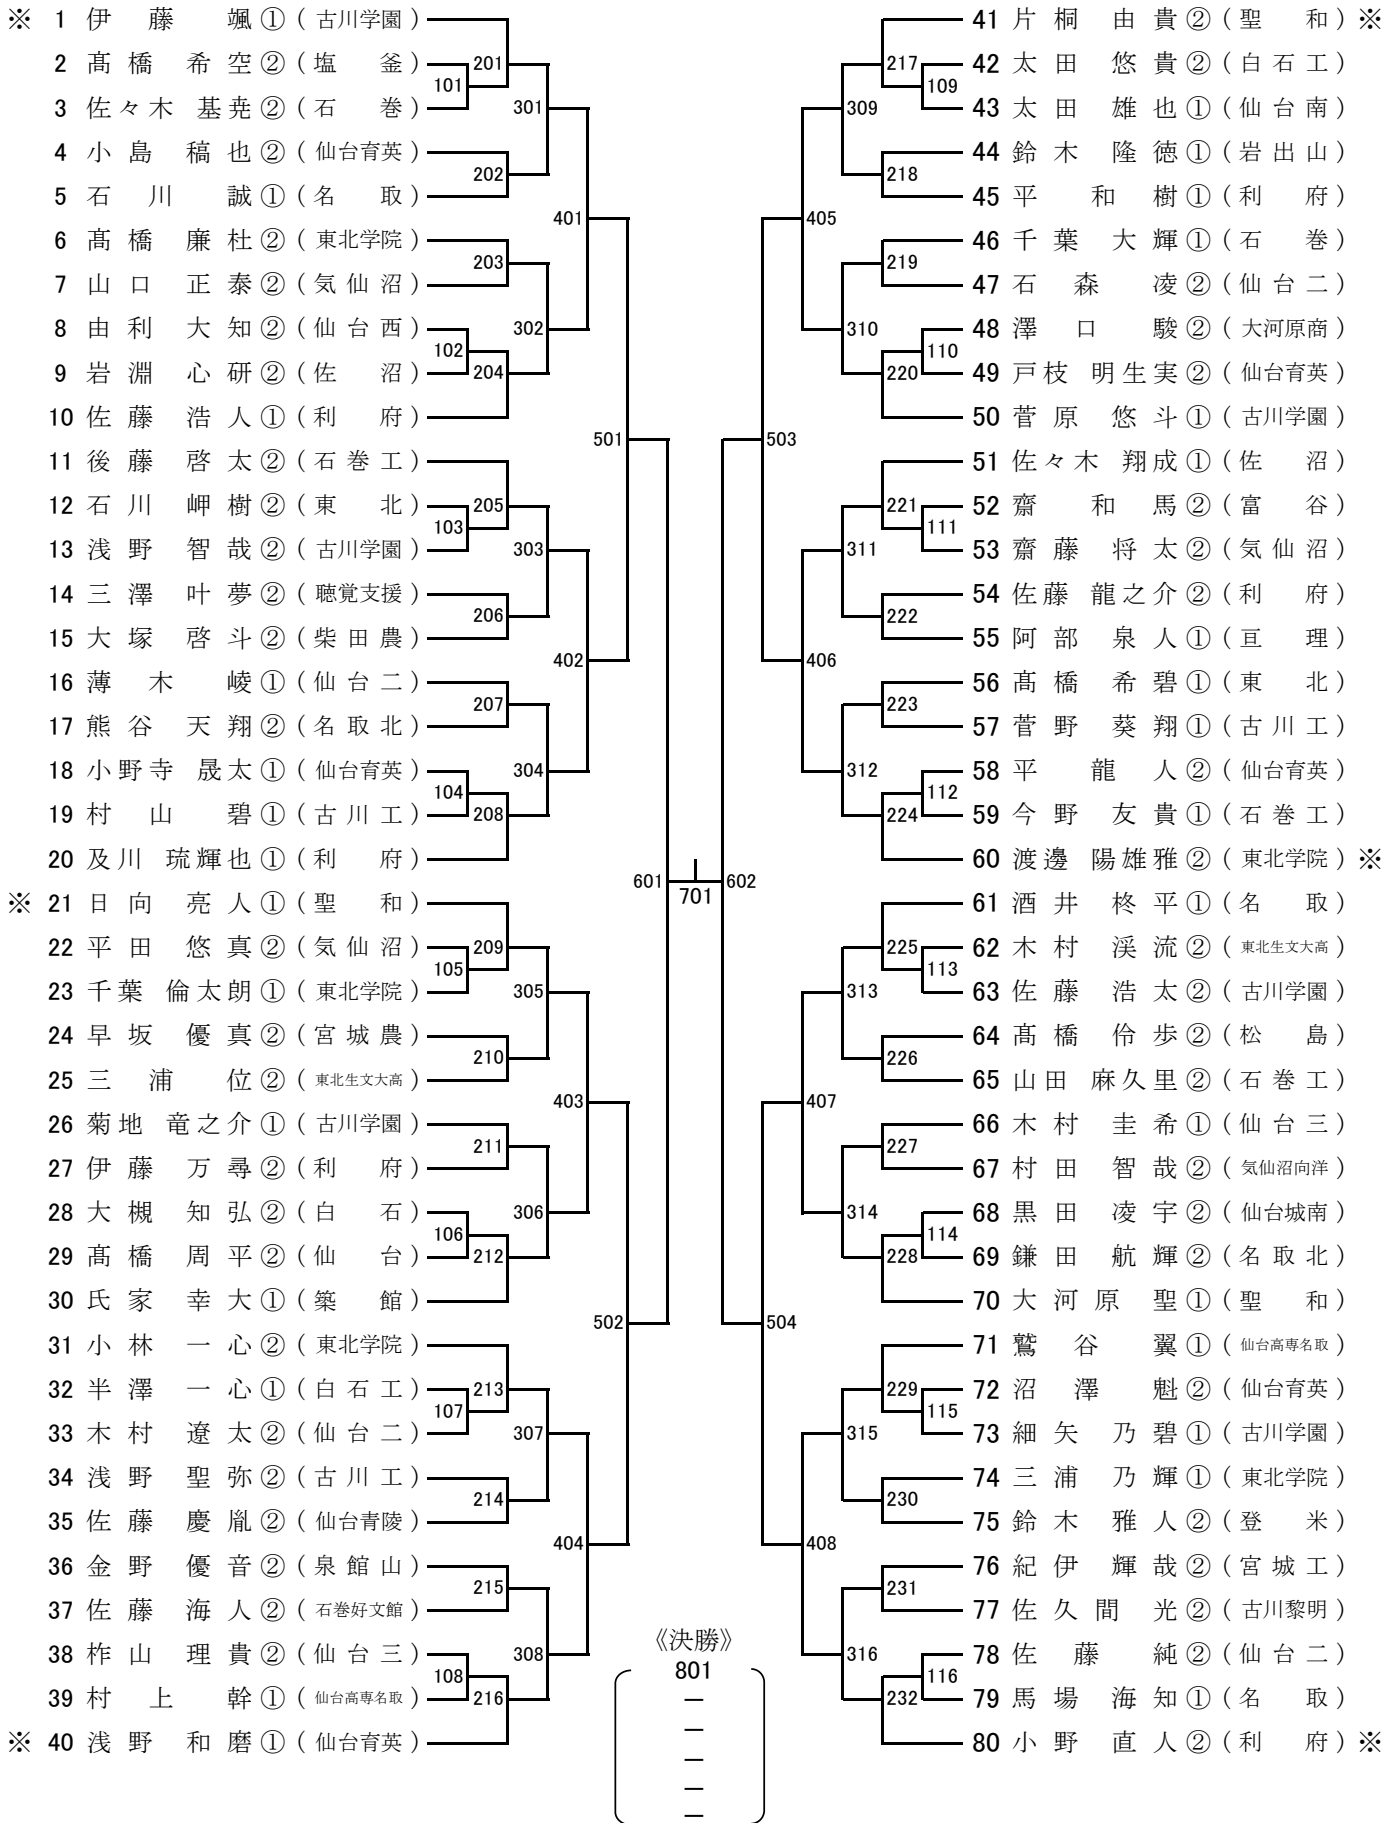 ※ 1 伊藤 颯① (古川学園)
2 髙橋 希空② (塩釜)
3 佐々木 基尭② (石巻)
4 小島 稿也② (仙台育英)
5 石川 誠① (名取)
6 髙橋 廉杜② (東北学院)
7 山口 正泰② (気仙沼)
8 由利 大知② (仙台西)
9 岩淵 心研② (佐沼)
10 佐藤 浩人① (利府)
11 後藤 啓太② (石巻工)
12 石川 岬樹② (東北)
13 浅野 智哉② (古川学園)
14 三澤 叶夢② (聴覚支援)
15 大塚 啓斗② (柴田農)
16 薄木 崚① (仙台二)
17 熊谷 天翔② (名取北)
18 小野寺 晟太① (仙台育英)
19 村山 碧① (古川工)
20 及川 琉輝也① (利府)
※ 21 日向 亮人① (聖和)
22 平田 悠真② (気仙沼)
23 千葉 倫太朗① (東北学院)
24 早坂 優真② (宮城農)
25 三浦 位② (東北生文大高)
26 菊地 竜之介① (古川学園)
27 伊藤 万尋② (利府)
28 大槻 知弘② (白石)
29 髙橋 周平② (仙台)
30 氏家 幸大① (築館)
31 小林 一心② (東北学院)
32 半澤 一心① (白石工)
33 木村 遼太② (仙台二)
34 浅野 聖弥② (古川工)
35 佐藤 慶胤② (仙台青陵)
36 金野 優音② (泉館山)
37 佐藤 海人② (石巻好文館)
38 柞山 理貴② (仙台三)
39 村上 幹① (仙台高専名取)
※ 40 浅野 和磨① (仙台育英)
101
102
103
104
105
106
107
108
201
202
203
204
205
206
207
208
209
210
211
212
213
214
215
216
301
302
303
304
305
306
307
308
401
402
403
404
501
502
601
701
602
503
504
405
406
407
408
309
310
311
312
313
314
315
316
217
218
219
220
221
222
223
224
225
226
227
228
229
230
231
232
109
110
111
112
113
114
115
116
41 片桐 由貴② (聖和) ※
42 太田 悠貴② (白石工)
43 太田 雄也① (仙台南)
44 鈴木 隆徳① (岩出山)
45 平 和樹① (利府)
46 千葉 大輝① (石巻)
47 石森 凌② (仙台二)
48 澤口 駿② (大河原商)
49 戸枝 明生実② (仙台育英)
50 菅原 悠斗① (古川学園)
51 佐々木 翔成① (佐沼)
52 齋 和馬② (富谷)
53 齋藤 将太② (気仙沼)
54 佐藤 龍之介② (利府)
55 阿部 泉人① (亘理)
56 髙橋 希碧① (東北)
57 菅野 葵翔① (古川工)
58 平 龍人② (仙台育英)
59 今野 友貴① (石巻工)
60 渡邊 陽雄雅② (東北学院) ※
61 酒井 柊平① (名取)
62 木村 渓流② (東北生文大高)
63 佐藤 浩太② (古川学園)
64 髙橋 伶歩② (松島)
65 山田 麻久里② (石巻工)
66 木村 圭希① (仙台三)
67 村田 智哉② (気仙沼向洋)
68 黒田 凌宇② (仙台城南)
69 鎌田 航輝② (名取北)
70 大河原 聖① (聖和)
71 鷲谷 翼① (仙台高専名取)
72 沼澤 魁② (仙台育英)
73 細矢 乃碧① (古川学園)
74 三浦 乃輝① (東北学院)
75 鈴木 雅人② (登米)
76 紀伊 輝哉② (宮城工)
77 佐久間 光② (古川黎明)
78 佐藤 純② (仙台二)
79 馬場 海知① (名取)
80 小野 直人② (利府) ※
《決勝》
801
―
―
―
―
―